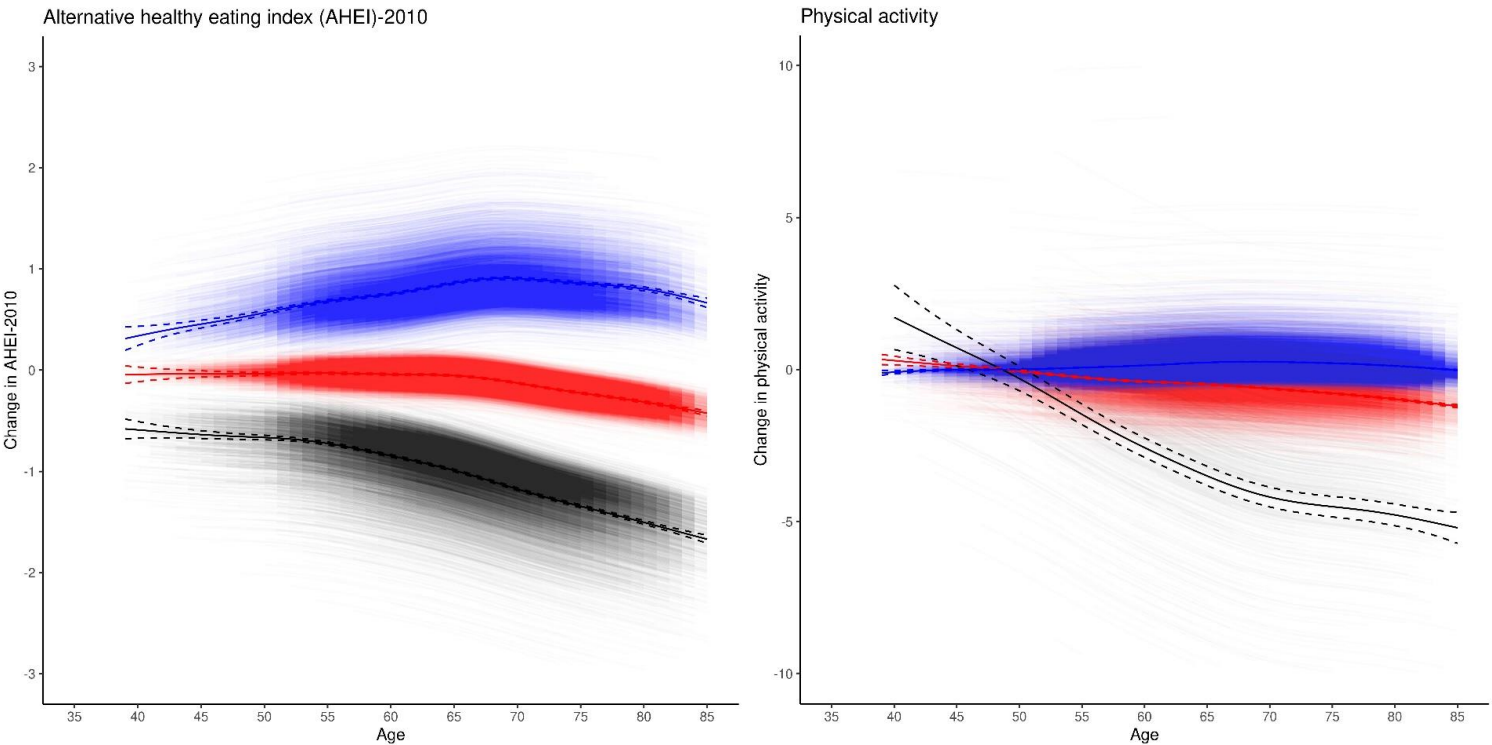 Alternative healthy eating index (AHEI)-2010
3
2
1
0
-1
-2
-3
Change in AHEI-2010
35 40 45 50 55 60 65 70 75 80 85
Age
Physical activity
10
5
0
-5
-10
Change in physical activity
35 40 45 50 55 60 65 70 75 80 85
Age